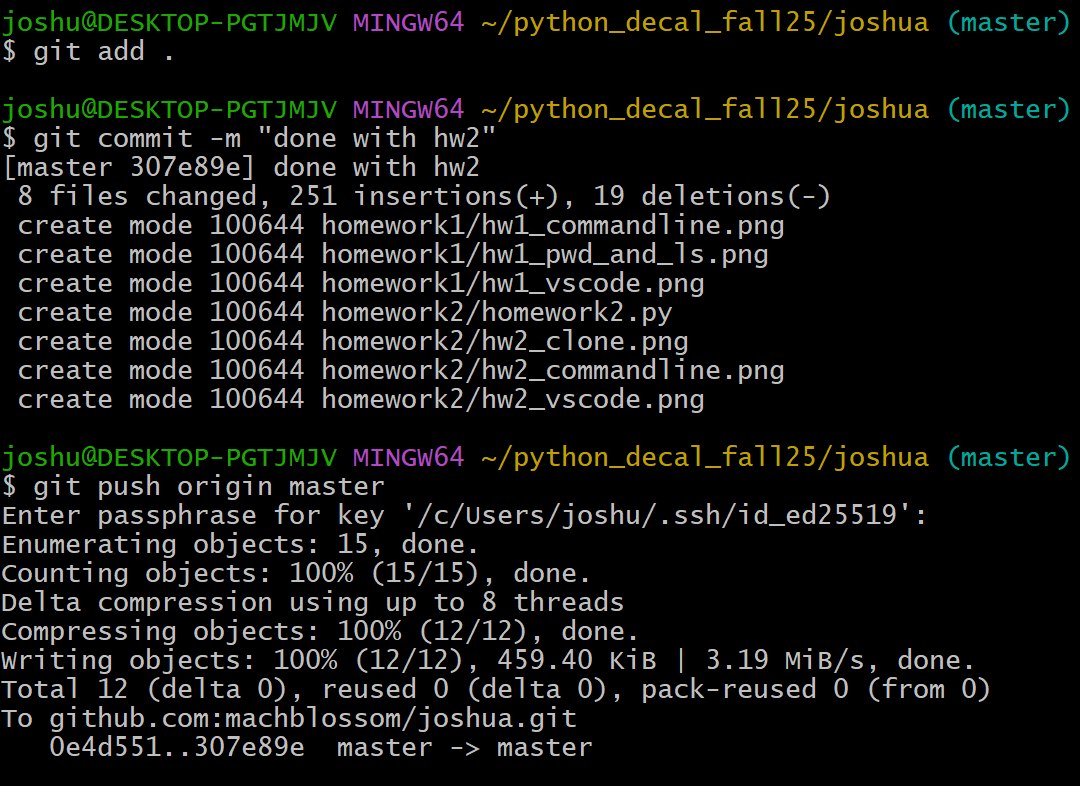 joshu@DESKTOP-PGTJMJV MINGW64 ~/python_decal_fall25/joshua (master)
$ git add .
joshu@DESKTOP-PGTJMJV MINGW64 ~/python_decal_fall25/joshua (master)
$ git commit -m "done with hw2"
[master 307e89e] done with hw2
 8 files changed, 251 insertions(+), 19 deletions(-)
 create mode 100644 homework1/hw1_commandline.png
 create mode 100644 homework1/hw1_pwd_and_ls.png
 create mode 100644 homework1/hw1_vscode.png
 create mode 100644 homework2/homework2.py
 create mode 100644 homework2/hw2_clone.png
 create mode 100644 homework2/hw2_commandline.png
 create mode 100644 homework2/hw2_vscode.png
joshu@DESKTOP-PGTJMJV MINGW64 ~/python_decal_fall25/joshua (master)
$ git push origin master
Enter passphrase for key '/c/Users/joshu/.ssh/id_ed25519':
Enumerating objects: 15, done.
Counting objects: 100% (15/15), done.
Delta compression using up to 8 threads
Compressing objects: 100% (12/12), done.
Writing objects: 100% (12/12), 459.40 KiB | 3.19 MiB/s, done.
Total 12 (delta 0), reused 0 (delta 0), pack-reused 0 (from 0)
To github.com:machblossom/joshua.git
   0e4d551..307e89e  master -> master